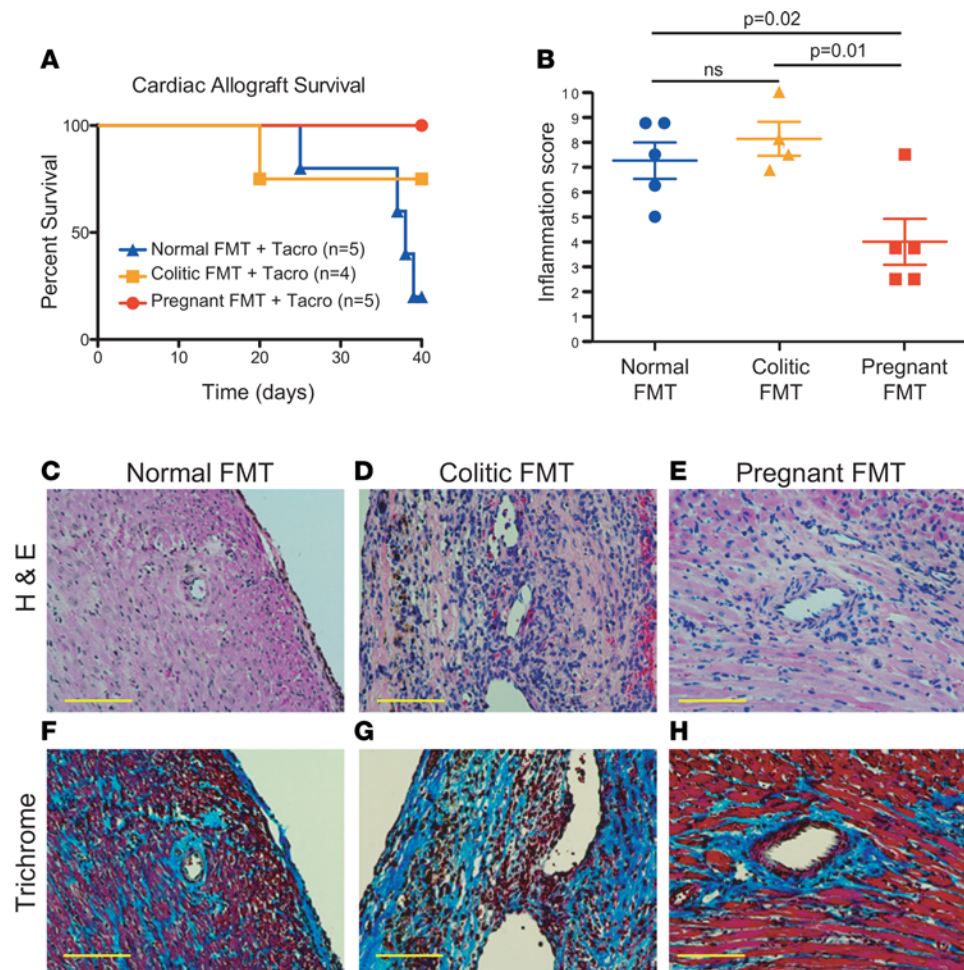 A
Cardiac Allograft Survival
Percent Survival
100
50
0
Normal FMT + Tacro (n=5)
Colitic FMT + Tacro (n=4)
Pregnant FMT + Tacro (n=5)
0 10 20 30 40
Time (days)
B
p=0.02
p=0.01
ns
Inflammation score
10
9
8
7
6
5
4
3
2
1
0
Normal FMT
Colitic FMT
Pregnant FMT
C Normal FMT
D Colitic FMT
E Pregnant FMT
H & E
F
G
H
Trichrome